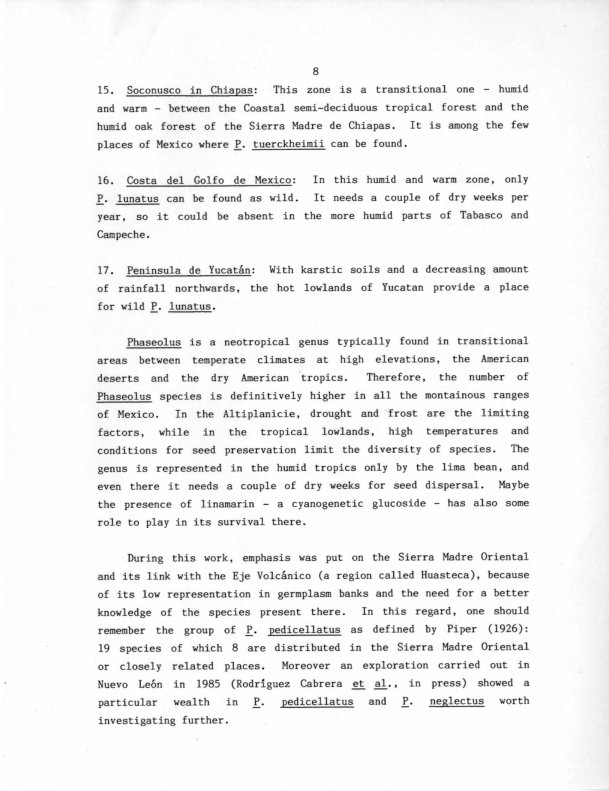 8
15. Soconusco in Chiapas: This zone is a transitional one - humid
and warm - between the Coastal semi-deciduous tropical forest and the
humid oak forest of the Sierra Madre de Chiapas. It is among the few
places of Mexico where P. tuerckheimii can be found.
16. Costa del Golfo de Mexico: In this humid and warm zone, only
P. lunatus can be found as wild. It needs a couple of dry weeks per
year, so it could be absent in the more humid parts of Tabasco and
Campeche.
17. Peninsula de Yucatán: With karstic soils and a decreasing amount
of rainfall northwards, the hot lowlands of Yucatan provide a place
for wild P. lunatus.
Phaseolus is a neotropical genus typically found in transitional
areas between temperate climates at high elevations, the American
deserts and the dry American tropics. Therefore, the number of
Phaseolus species is definitively higher in all the montainous ranges
of Mexico. In the Altiplanicie, drought and frost are the limiting
factors, while in the tropical lowlands, high temperatures and
conditions for seed preservation limit the diversity of species. The
genus is represented in the humid tropics only by the lima bean, and
even there it needs a couple of dry weeks for seed dispersal. Maybe
the presence of linamarin - a cyanogenetic glucoside - has also some
role to play in its survival there.
During this work, emphasis was put on the Sierra Madre Oriental
and its link with the Eje Volcánico (a region called Huasteca), because
of its low representation in germplasm banks and the need for a better
knowledge of the species present there. In this regard, one should
remember the group of P. pedicellatus as defined by Piper (1926):
19 species of which 8 are distributed in the Sierra Madre Oriental
or closely related places. Moreover an exploration carried out in
Nuevo León in 1985 (Rodríguez Cabrera et al., in press) showed a
particular wealth in P. pedicellatus and P. neglectus worth
investigating further.